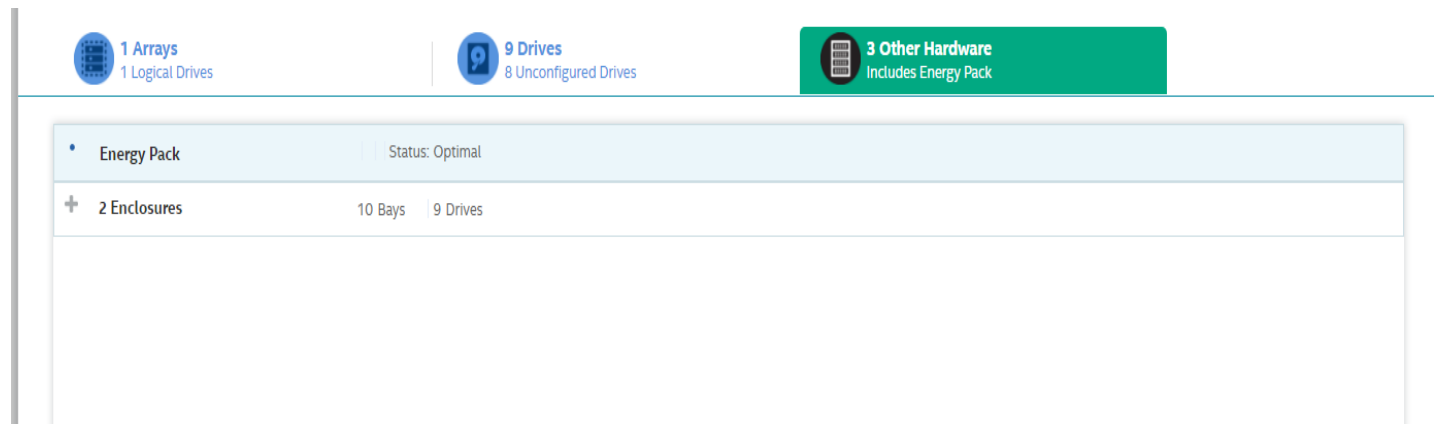 1 Arrays
1 Logical Drives
9
9 Drives
8 Unconfigured Drives
3 Other Hardware
Includes Energy Pack
Energy Pack Status: Optimal
2 Enclosures 10 Bays 9 Drives